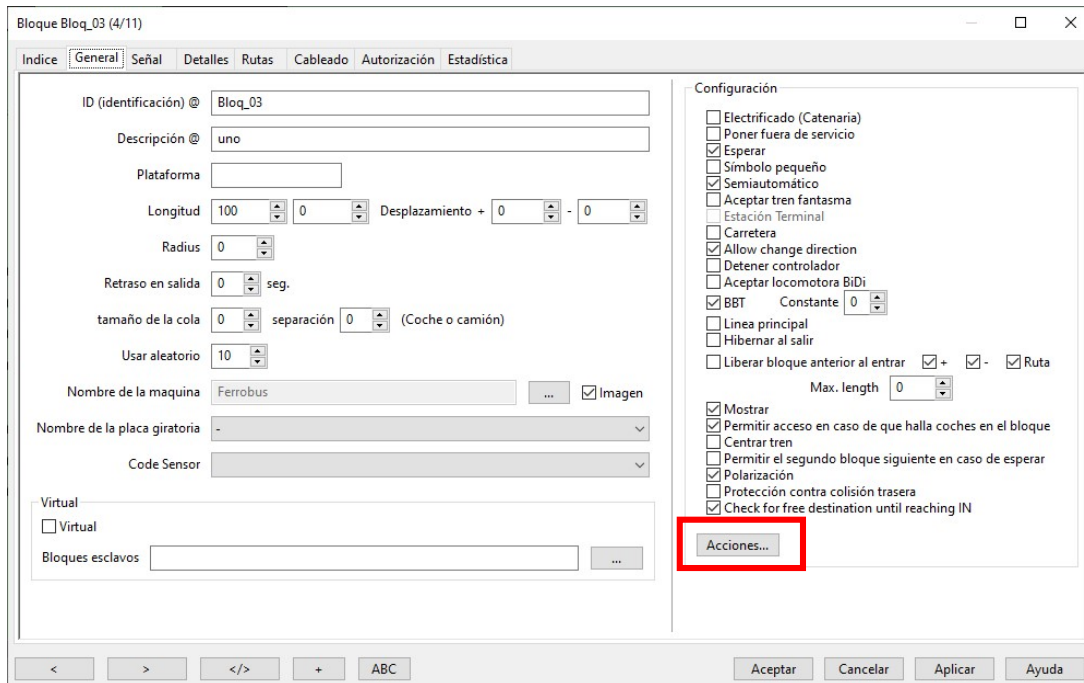 Bloque Bloq_03 (4/11)
Indice General Señal Detalles Rutas Cableado Autorización Estadística
ID (identificación) @ Bloq_03
Descripción @ uno
Plataforma
Longitud 100 0 Desplazamiento + 0 - 0
Radius 0
Retraso en salida 0 seg.
tamaño de la cola 0 separación 0 (Coche o camión)
Usar aleatorio 10
Nombre de la maquina Ferrobus ... Imagen
Nombre de la placa giratoria -
Code Sensor
Virtual
Virtual
Bloques esclavos ...
Configuración
Electrificado (Catenaria)
Poner fuera de servicio
Esperar
Símbolo pequeño
Semiautomático
Aceptar tren fantasma
Estación Terminal
Carretera
Allow change direction
Detener controlador
Aceptar locomotora BiDi
BBT Constante 0
Linea principal
Hibernar al salir
Liberar bloque anterior al entrar + - Ruta
Max. length 0
Mostrar
Permitir acceso en caso de que halla coches en el bloque
Centrar tren
Permitir el segundo bloque siguiente en caso de esperar
Polarización
Protección contra colisión trasera
Check for free destination until reaching IN
Acciones...
< > </> + ABC Aceptar Cancelar Aplicar Ayuda